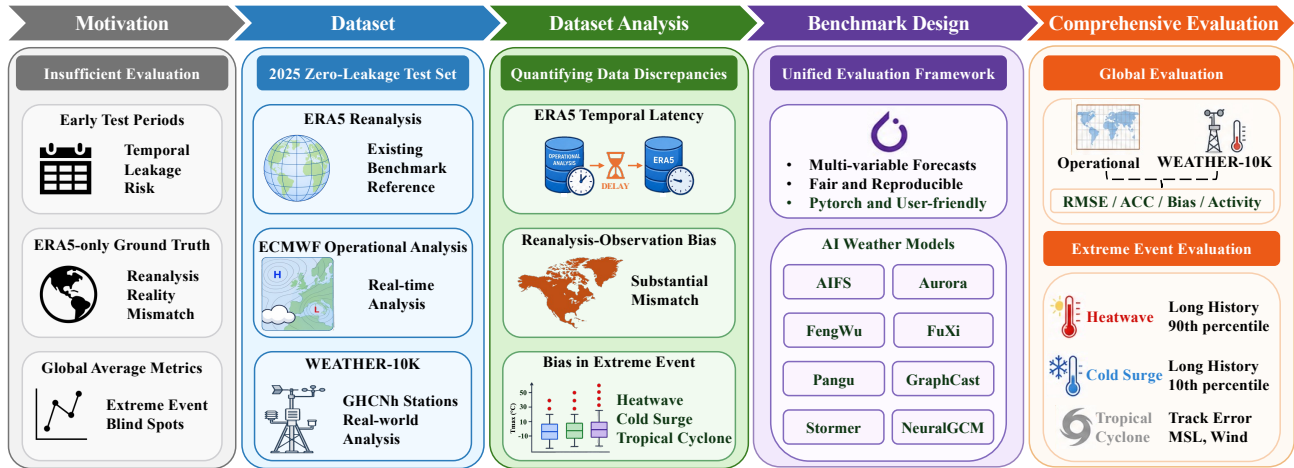 Motivation
Dataset
Dataset Analysis
Benchmark Design
Comprehensive Evaluation
Insufficient Evaluation
Early Test Periods
Temporal
Leakage
Risk
ERA5-only Ground Truth
Reanalysis
Reality
Mismatch
Global Average Metrics
Extreme Event
Blind Spots
2025 Zero-Leakage Test Set
ERA5 Reanalysis
Existing
Benchmark
Reference
ECMWF Operational Analysis
H
L
Real-time
Analysis
WEATHER-10K
GHCNh Stations
Real-world
Analysis
Quantifying Data Discrepancies
ERA5 Temporal Latency
OPERATIONAL
ANALYSIS
DELAY
ERA5
Reanalysis-Observation Bias
Substantial
Mismatch
Bias in Extreme Event
Tmax (°C)
50
30
10
-10
Heatwave
Cold Surge
Tropical Cyclone
Unified Evaluation Framework
• Multi-variable Forecasts
• Fair and Reproducible
• Pytorch and User-friendly
AI Weather Models
AIFS
Aurora
FengWu
FuXi
Pangu
GraphCast
Stormer
NeuralGCM
Global Evaluation
Operational
WEATHER-10K
RMSE / ACC / Bias / Activity
Extreme Event Evaluation
Heatwave
Long History
90th percentile
Cold Surge
Long History
10th percentile
Tropical
Cyclone
Track Error
MSL, Wind